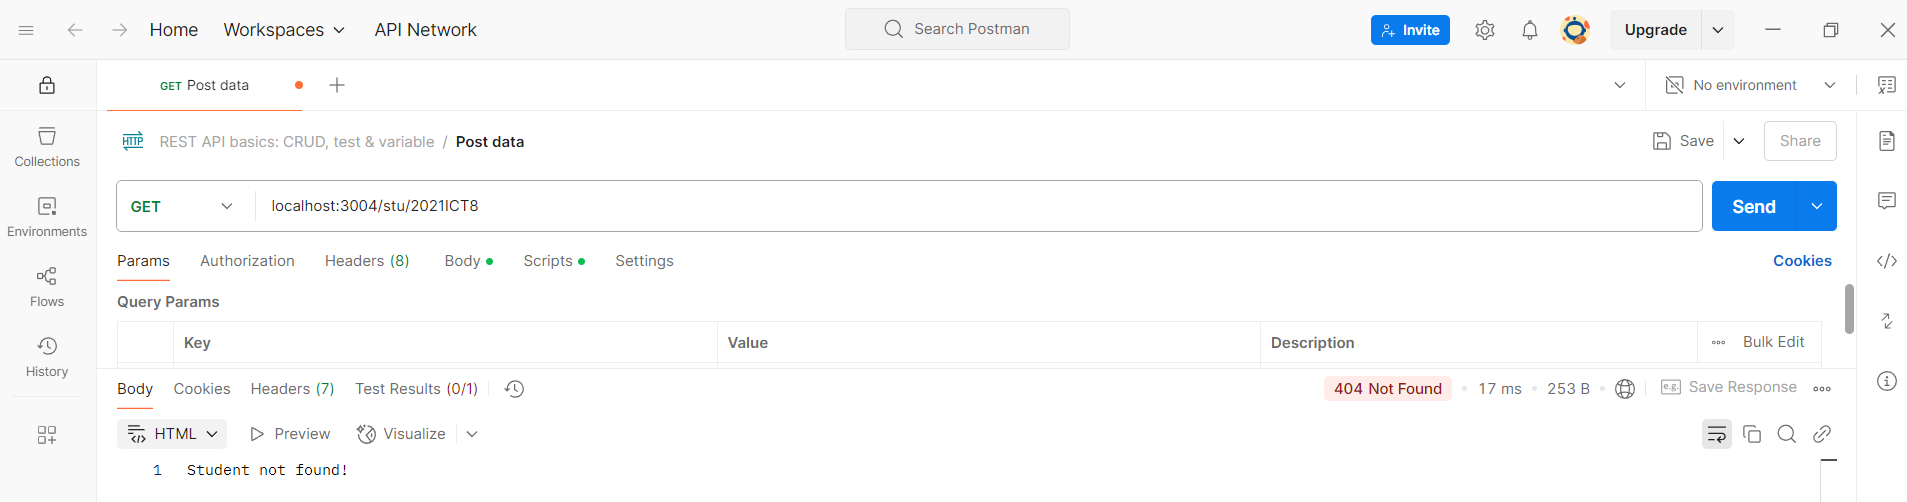 Home Workspaces API Network Search Postman Invite Upgrade
GET Post data No environment
HTTP REST API basics: CRUD, test & variable / Post data Save Share
Collections
GET localhost:3004/stu/2021ICT8 Send
Environments
Params Authorization Headers (8) Body Scripts Settings Cookies
Flows
Query Params
Key Value Description Bulk Edit
History
Body Cookies Headers (7) Test Results (0/1) 404 Not Found 17 ms 253 B e.g. Save Response
HTML Preview Visualize
1 Student not found!